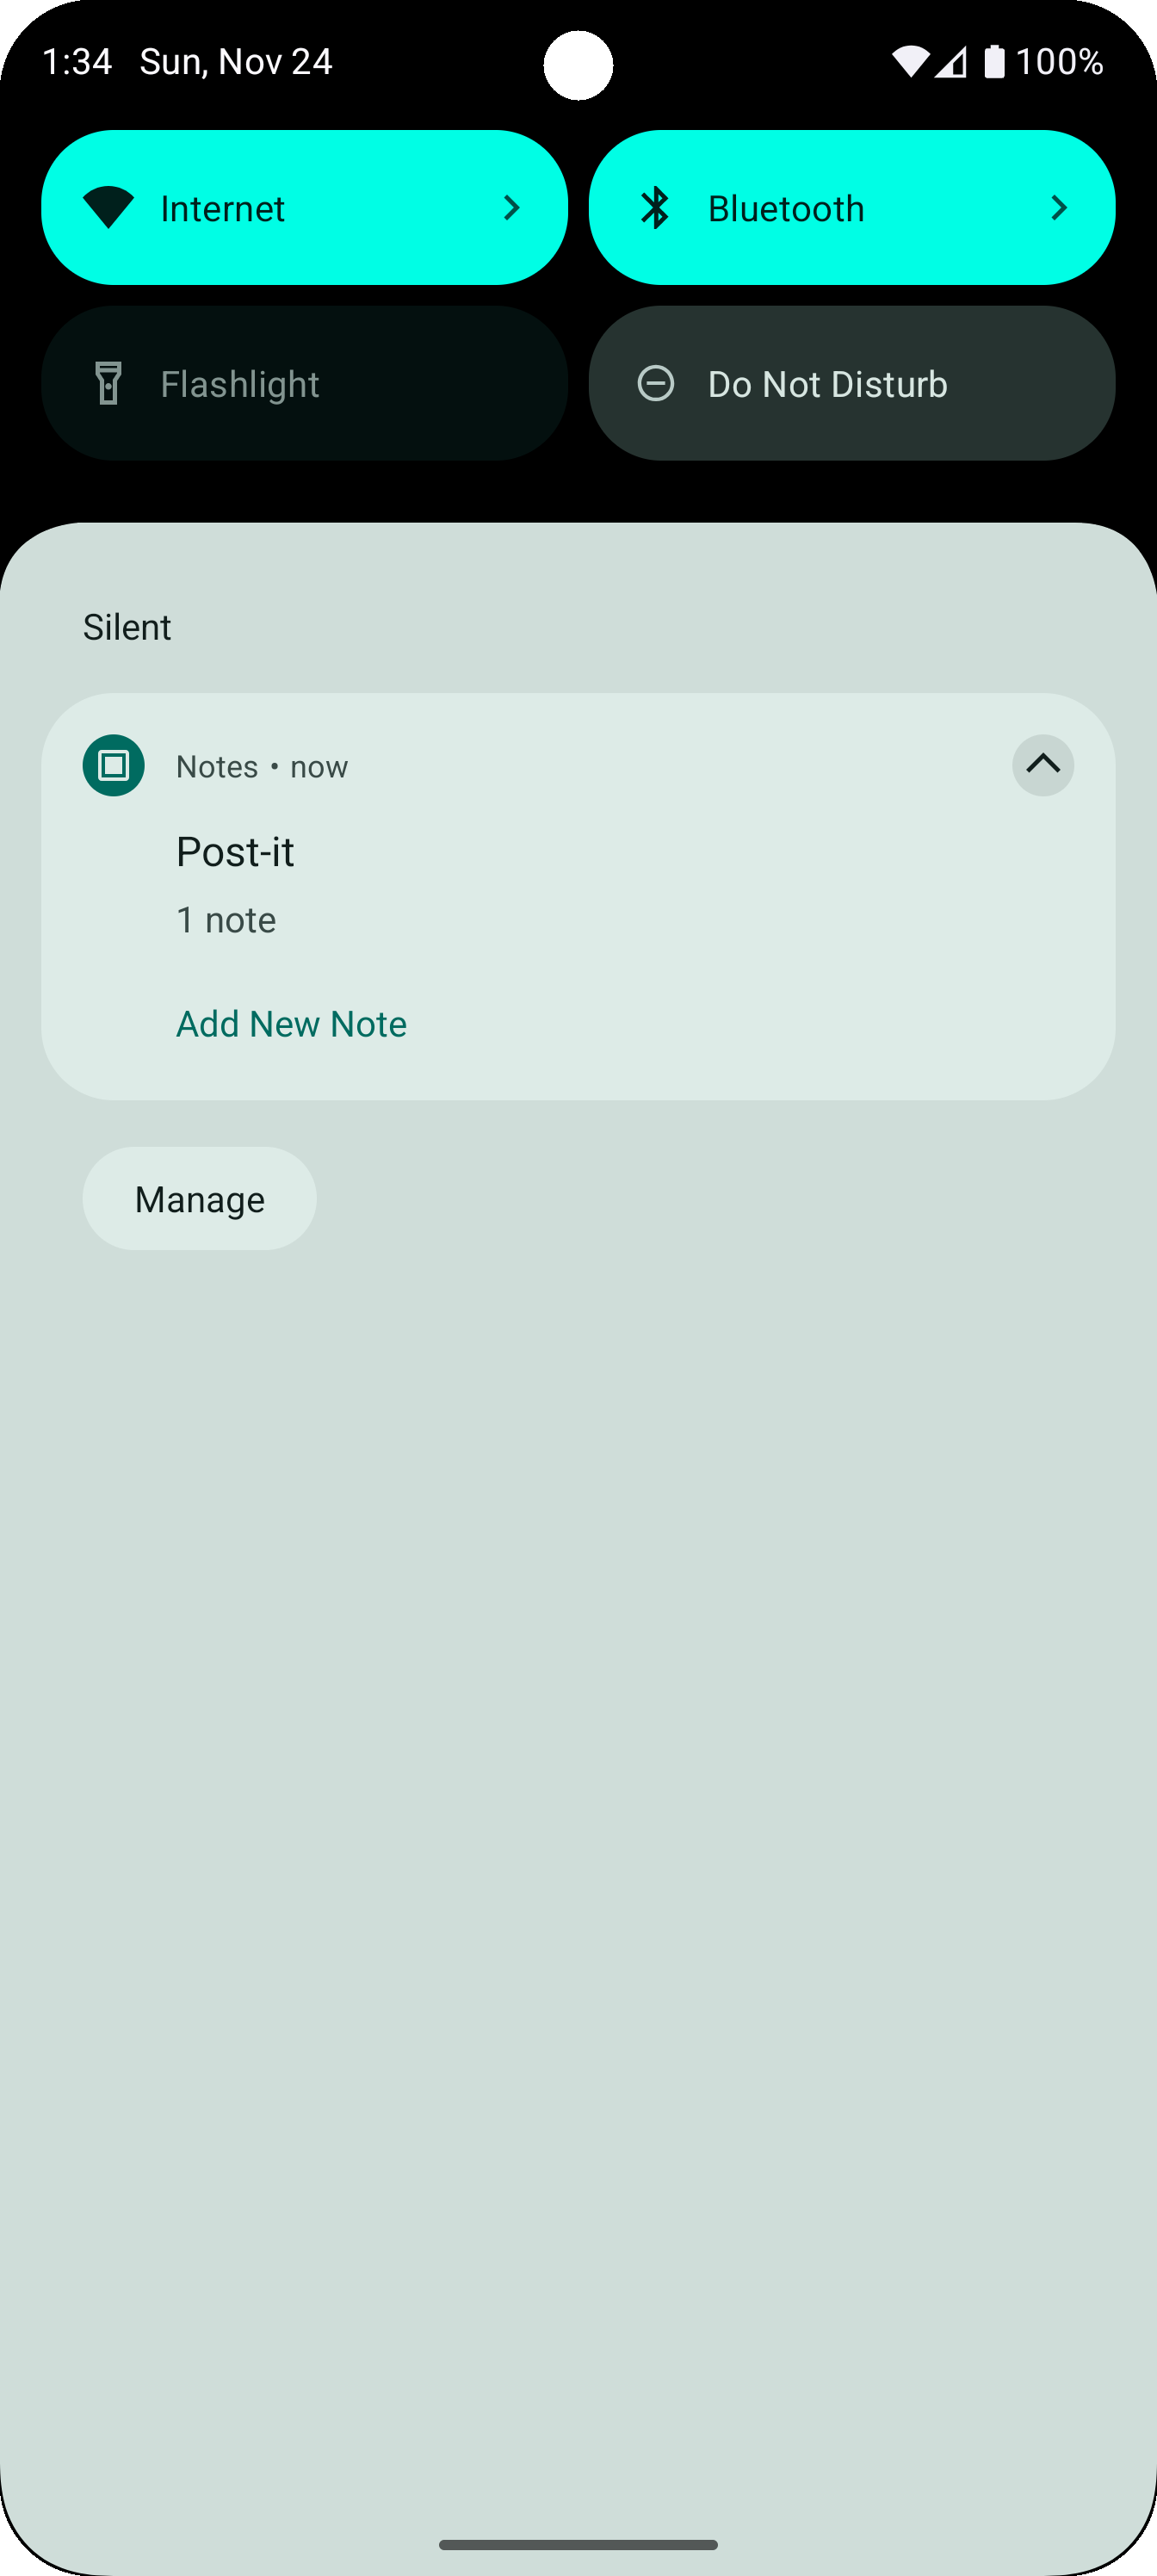 1:34 Sun, Nov 24 100%
Internet Bluetooth
Flashlight Do Not Disturb
Silent
Notes • now
Post-it
1 note
Add New Note
Manage